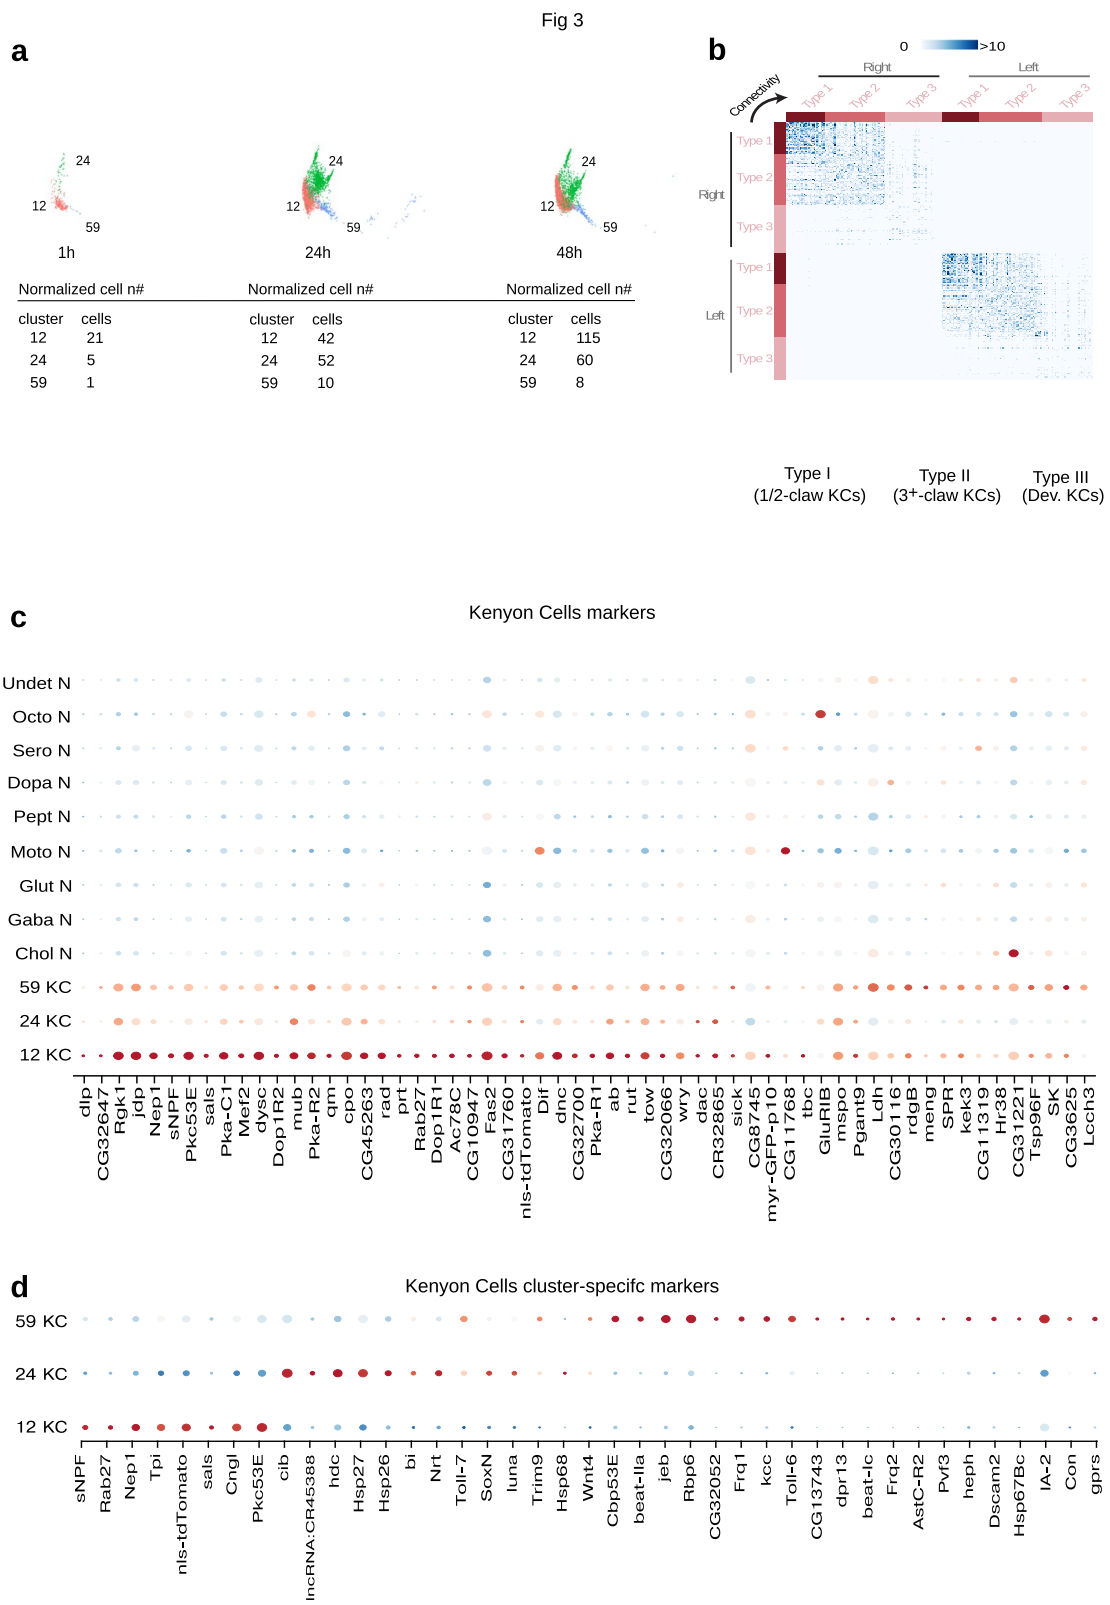 Fig 3
a
24
12
59
1h
24
12
59
24h
24
12
59
48h
Normalized cell n#
cluster cells
12 21
24 5
59 1
Normalized cell n#
cluster cells
12 42
24 52
59 10
Normalized cell n#
cluster cells
12 115
24 60
59 8
b
0 >10
Right Left
Connectivity
Type 1 Type 2 Type 3 Type 1 Type 2 Type 3
Right
Type 1
Type 2
Type 3
Left
Type 1
Type 2
Type 3
Type I
(1/2-claw KCs)
Type II
(3+-claw KCs)
Type III
(Dev. KCs)
c
Kenyon Cells markers
Undet N
Octo N
Sero N
Dopa N
Pept N
Moto N
Glut N
Gaba N
Chol N
59 KC
24 KC
12 KC
dlp
CG32647
Rgk1
jdp
Nep1
sNPF
Pkc53E
sals
Pka-C1
Mef2
dysc
Dop1R2
mub
Pka-R2
qm
cpo
CG45263
rad
prt
Rab27
Dop1R1
Ac78C
CG10947
Fas2
CG31760
nls-tdTomato
Dif
dnc
CG32700
Pka-R1
ab
rut
tow
CG32066
wry
dac
CR32865
sick
CG8745
myr-GFP-p10
CG11768
tbc
GluRIB
mspo
Pgant9
Ldh
CG30116
rdgB
meng
SPR
kek3
CG11319
Hr38
CG31221
Tsp96F
SK
CG3625
Lcch3
d
Kenyon Cells cluster-specifc markers
59 KC
24 KC
12 KC
sNPF
Rab27
Nep1
Tpi
nls-tdTomato
sals
Cngl
Pkc53E
cib
lncRNA:CR45388
hdc
Hsp27
Hsp26
bi
Nrt
Toll-7
SoxN
luna
Trim9
Hsp68
Wnt4
Cbp53E
beat-IIa
jeb
Rbp6
CG32052
Frq1
kcc
Toll-6
CG13743
dpr13
beat-Ic
Frq2
AstC-R2
Pvf3
heph
Dscam2
Hsp67Bc
IA-2
Con
gprs